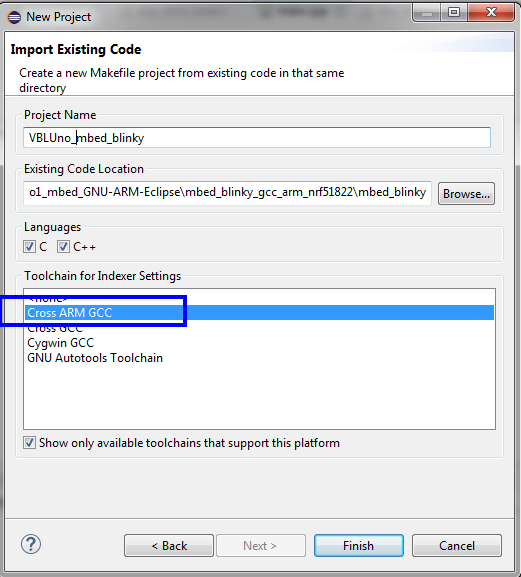 New Project
Import Existing Code
Create a new Makefile project from existing code in that same
directory
Project Name
VBLUno_mbed_blinky
Existing Code Location
o1_mbed_GNU-ARM-Eclipse\mbed_blinky_gcc_arm_nrf51822\mbed_blinky
Browse...
Languages
C
C++
Toolchain for Indexer Settings
<none>
Cross ARM GCC
Cross GCC
Cygwin GCC
GNU Autotools Toolchain
Show only available toolchains that support this platform
?
< Back
Next >
Finish
Cancel